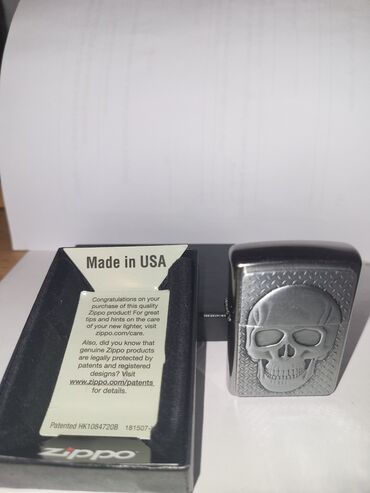 Made in USA
Congratulations on your
purchase of this quality
Zippo product! For great
tips and hints on the care
of your new lighter, visit
zippo.com/care.
Also, did you know that
genuine Zippo products
are legally protected by
patents and registered
designs? Visit
www.zippo.com/patents
for details.
Patented HK1084720B
181507-
zippo